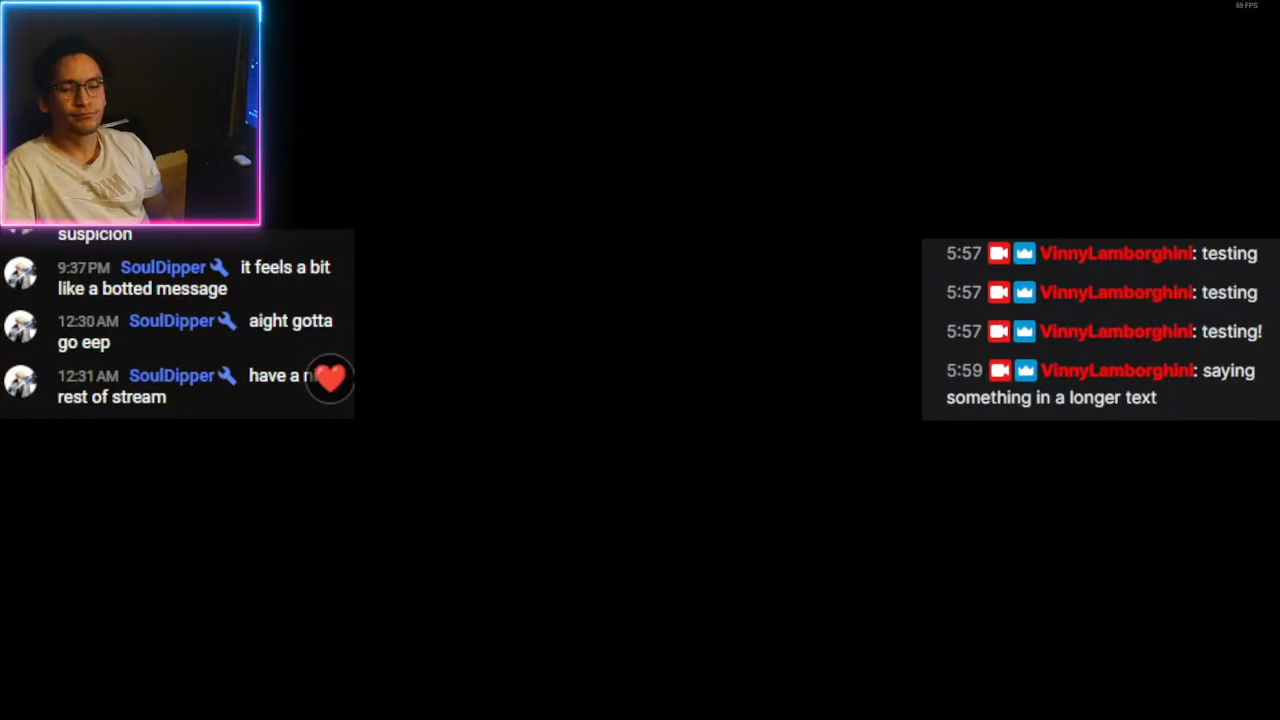 59 FPS
suspicion
9:37 PM SoulDipper it feels a bit
like a botted message
12:30 AM SoulDipper aight gotta
go eep
12:31 AM SoulDipper have a
rest of stream
5:57 VinnyLamborghini: testing
5:57 VinnyLamborghini: testing
5:57 VinnyLamborghini: testing!
5:59 VinnyLamborghini: saying
something in a longer text